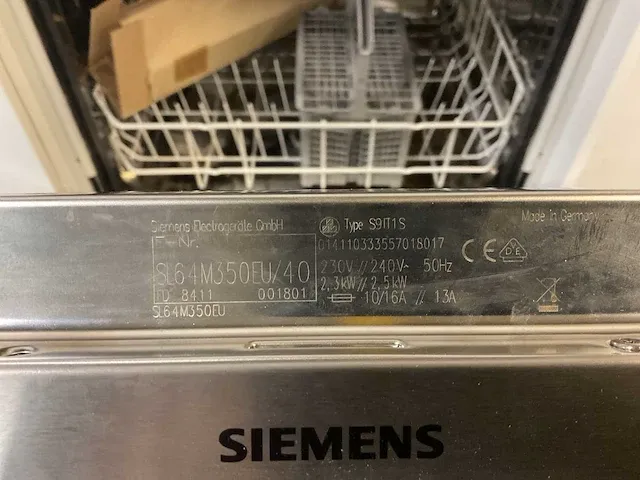 Siemens Electrogeräte GmbH
Type S9IT1S
Made in Germany
E-Nr.
014110333557018017
CE
SL64M350EU/40
230V // 240V~ 50Hz
2,3kW // 2,5kW
FD 8411 001801
10/16A // 13A
SL64M350EU
SIEMENS